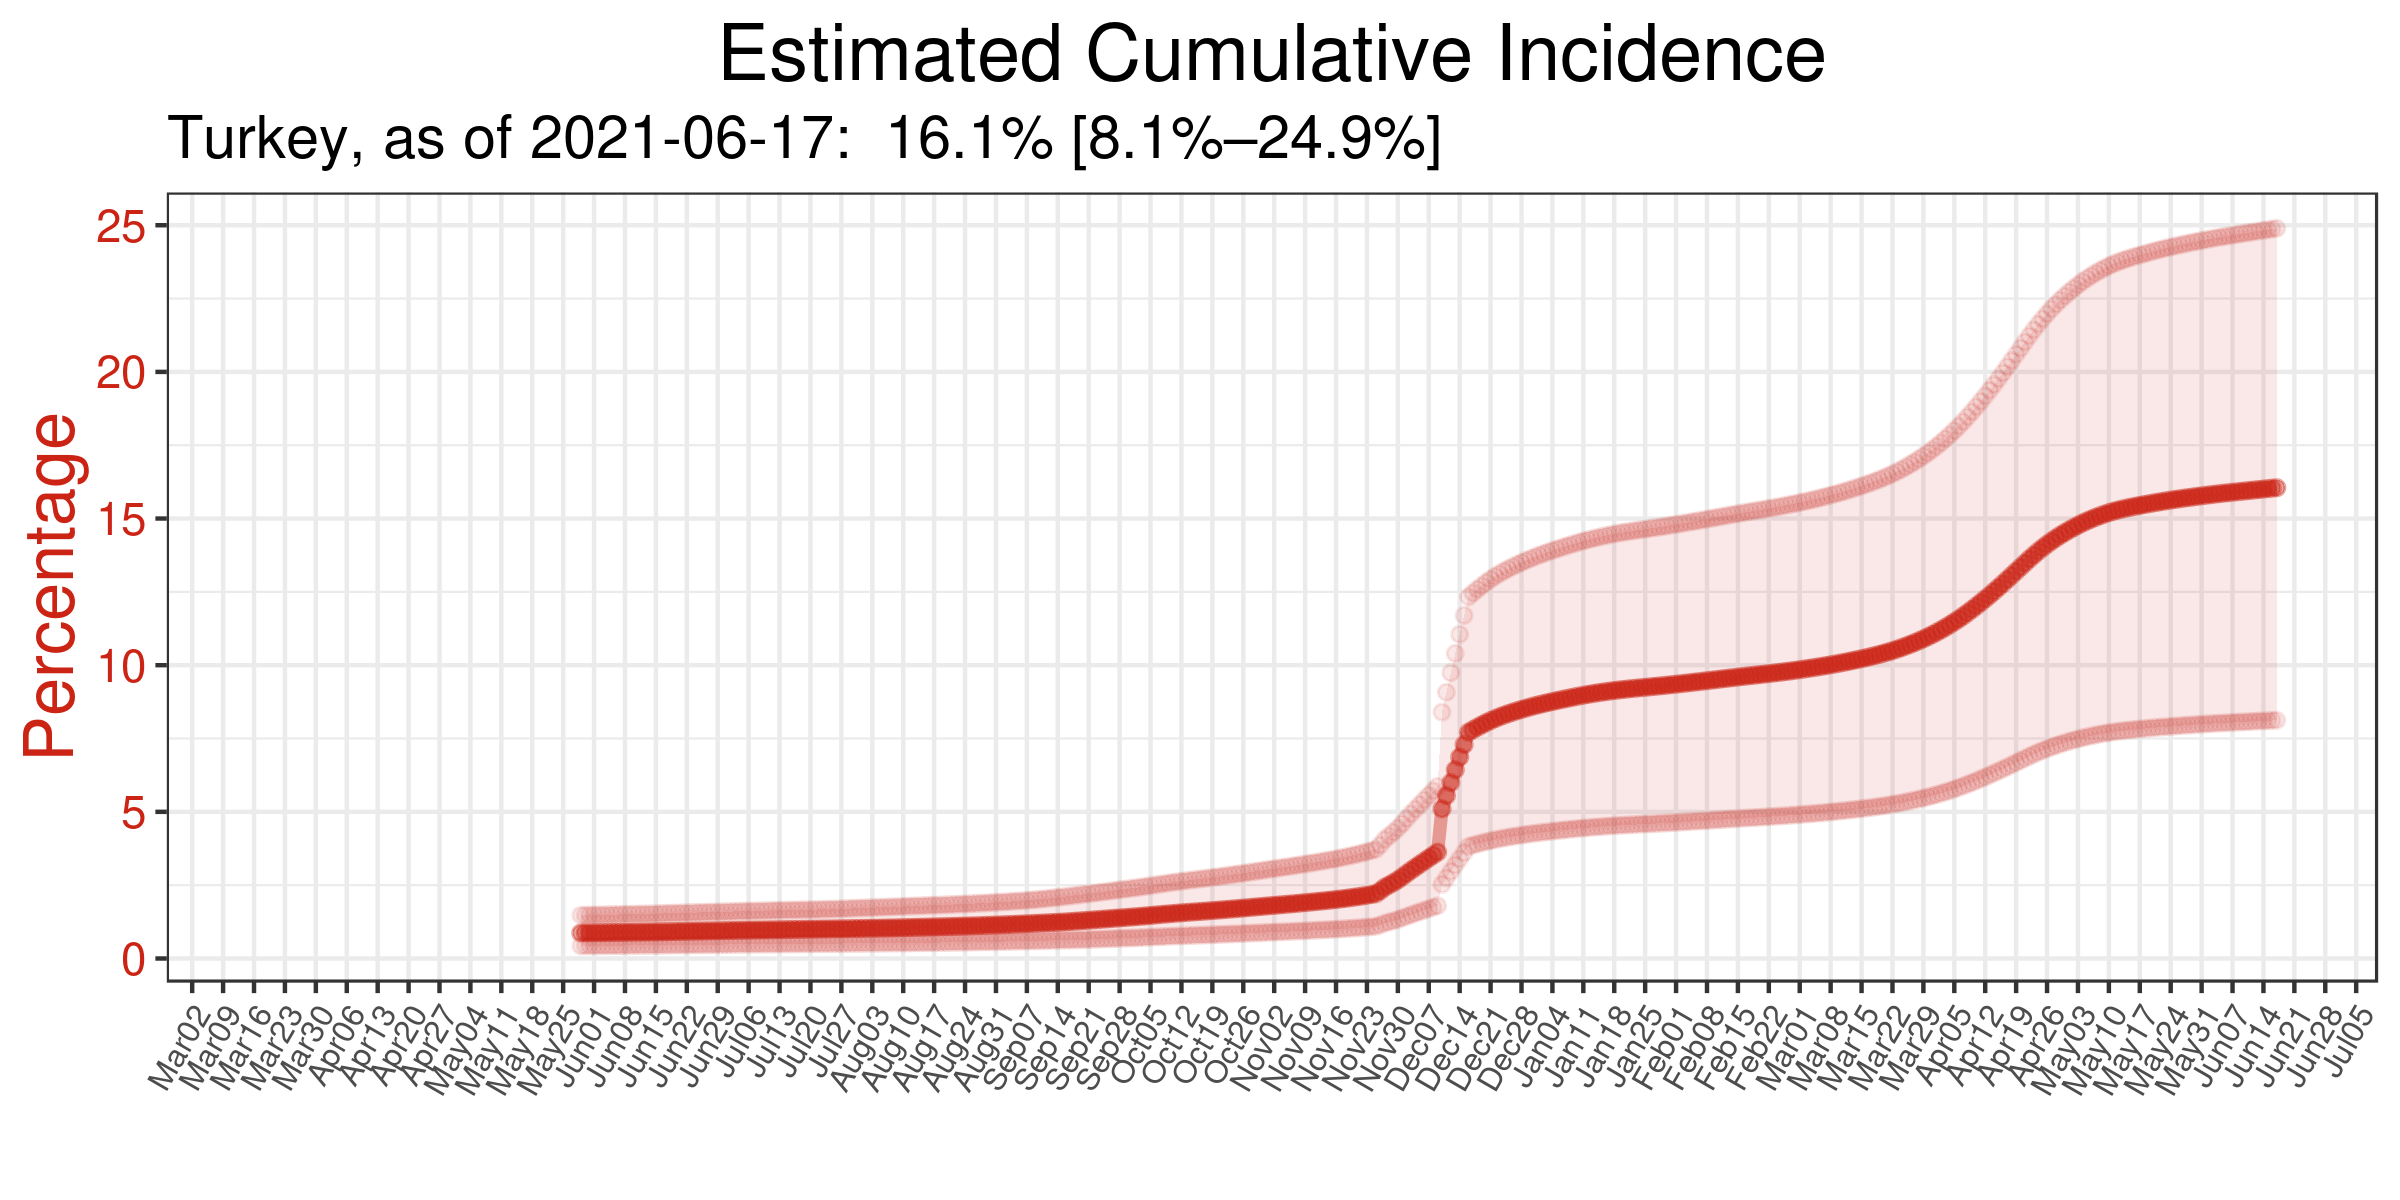 Estimated Cumulative Incidence
Turkey, as of 2021-06-17:  16.1% [8.1%–24.9%]
Percentage
25
20
15
10
5
0
Mar02
Mar09
Mar16
Mar23
Mar30
Apr06
Apr13
Apr20
Apr27
May04
May11
May18
May25
Jun01
Jun08
Jun15
Jun22
Jun29
Jul06
Jul13
Jul20
Jul27
Aug03
Aug10
Aug17
Aug24
Aug31
Sep07
Sep14
Sep21
Sep28
Oct05
Oct12
Oct19
Oct26
Nov02
Nov09
Nov16
Nov23
Nov30
Dec07
Dec14
Dec21
Dec28
Jan04
Jan11
Jan18
Jan25
Feb01
Feb08
Feb15
Feb22
Mar01
Mar08
Mar15
Mar22
Mar29
Apr05
Apr12
Apr19
Apr26
May03
May10
May17
May24
May31
Jun07
Jun14
Jun21
Jun28
Jul05